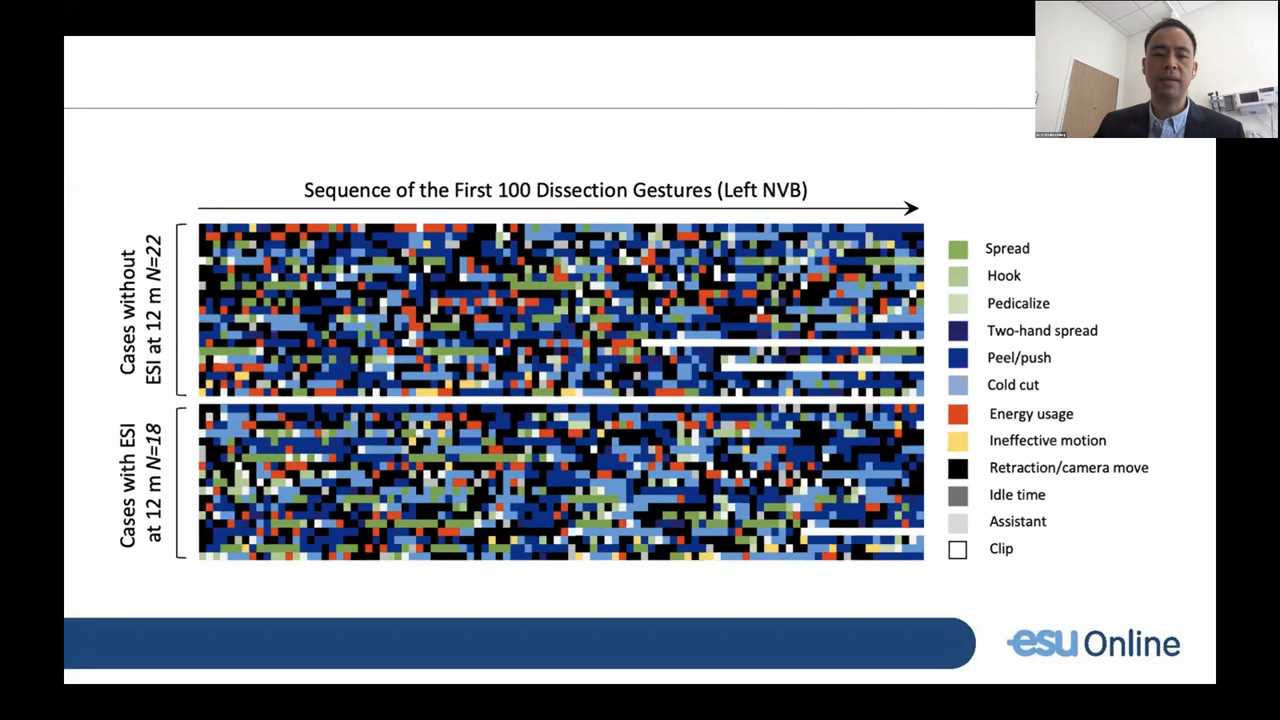 Sequence of the First 100 Dissection Gestures (Left NVB)
Cases without
ESI at 12 m N=22
Cases with ESI
at 12 m N=18
Spread
Hook
Pedicalize
Two-hand spread
Peel/push
Cold cut
Energy usage
Ineffective motion
Retraction/camera move
Idle time
Assistant
Clip
esu Online